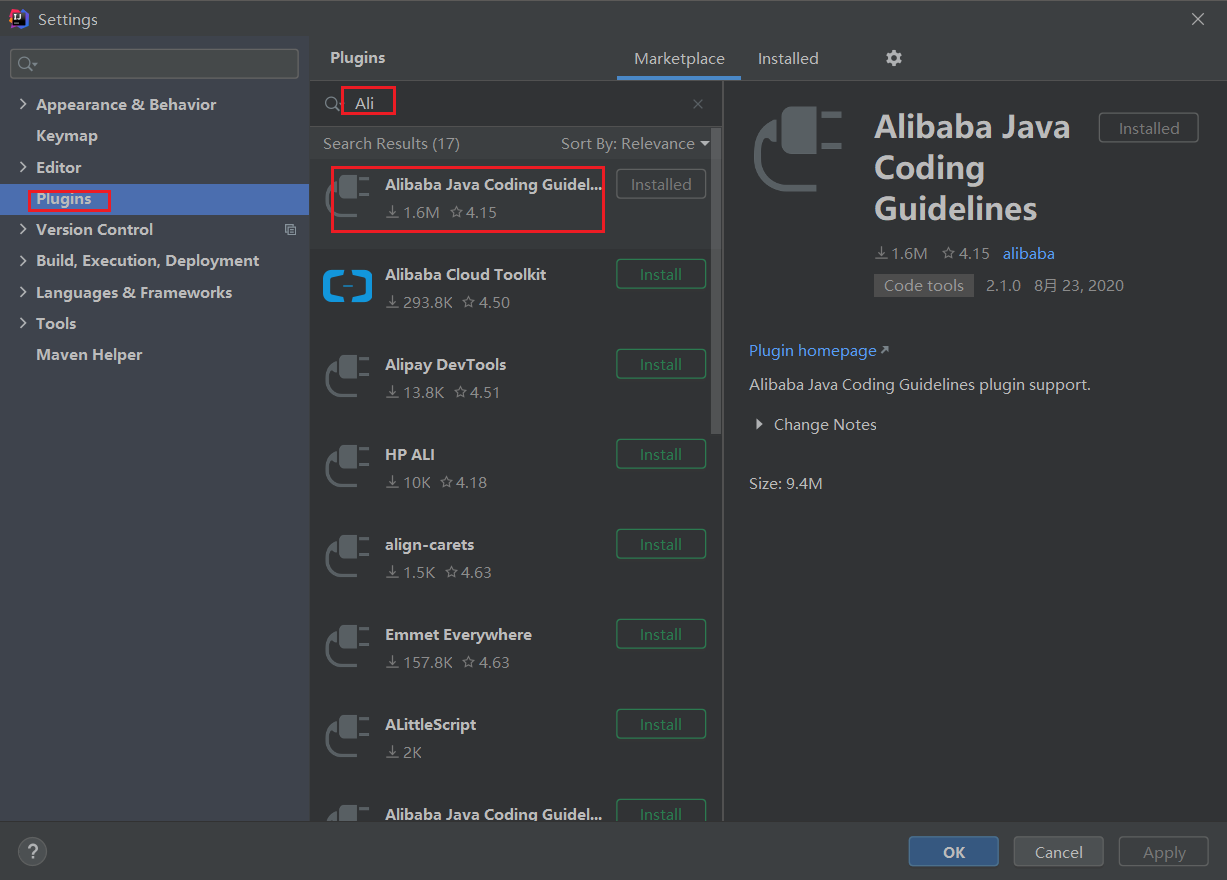 Settings
Plugins
Marketplace
Installed
Appearance & Behavior
Keymap
Editor
Plugins
Version Control
Build, Execution, Deployment
Languages & Frameworks
Tools
Maven Helper
Ali
Search Results (17)
Sort By: Relevance
Alibaba Java Coding Guidel...
Installed
1.6M 4.15
Alibaba Cloud Toolkit
Install
293.8K 4.50
Alipay DevTools
Install
13.8K 4.51
HP ALI
Install
10K 4.18
align-carets
Install
1.5K 4.63
Emmet Everywhere
Install
157.8K 4.63
ALittleScript
Install
2K
Alibaba Java Coding Guidel...
Install
Alibaba Java
Coding
Guidelines
Installed
1.6M 4.15 alibaba
Code tools 2.1.0 8月 23, 2020
Plugin homepage
Alibaba Java Coding Guidelines plugin support.
Change Notes
Size: 9.4M
?
OK
Cancel
Apply